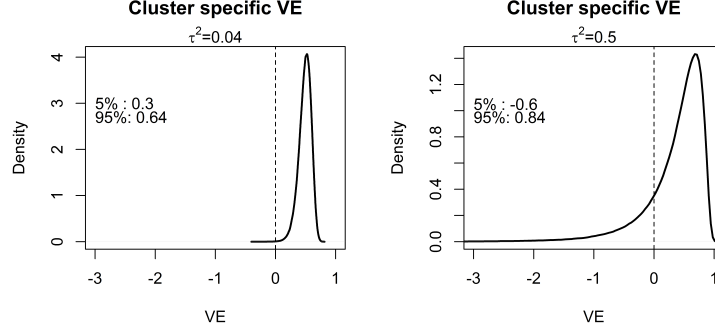 Cluster specific VE
τ²=0.04
5% : 0.3
95%: 0.64
Density
0 1 2 3 4
-3 -2 -1 0 1
VE
Cluster specific VE
τ²=0.5
5% : -0.6
95%: 0.84
Density
0.0 0.4 0.8 1.2
-3 -2 -1 0 1
VE